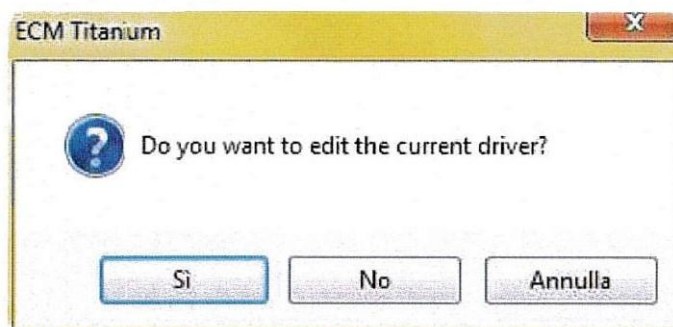 ECM Titanium
Do you want to edit the current driver?
Sì
No
Annulla